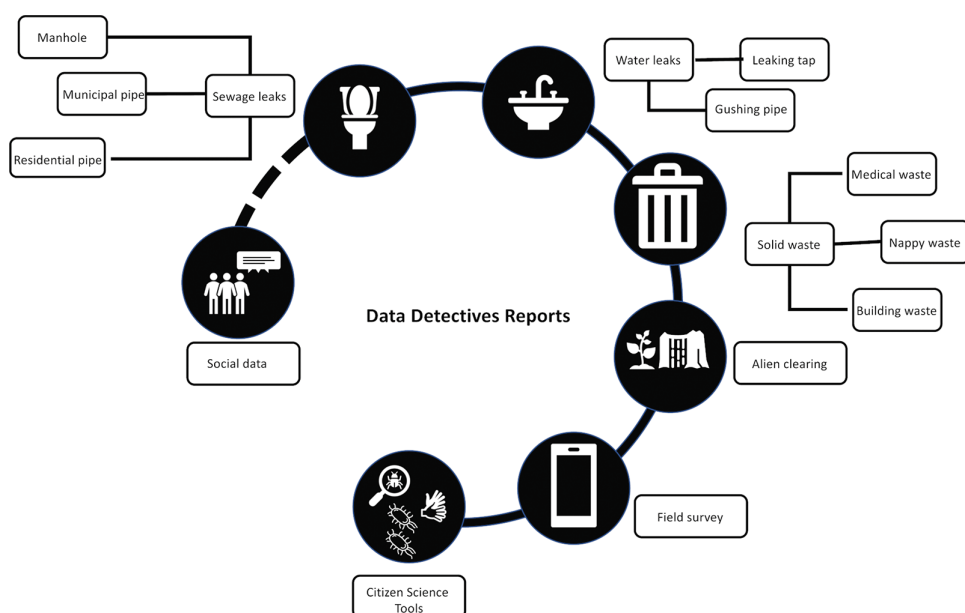 Manhole
Municipal pipe
Sewage leaks
Residential pipe
Water leaks
Leaking tap
Gushing pipe
Medical waste
Solid waste
Nappy waste
Building waste
Data Detectives Reports
Social data
Alien clearing
Field survey
Citizen Science
Tools